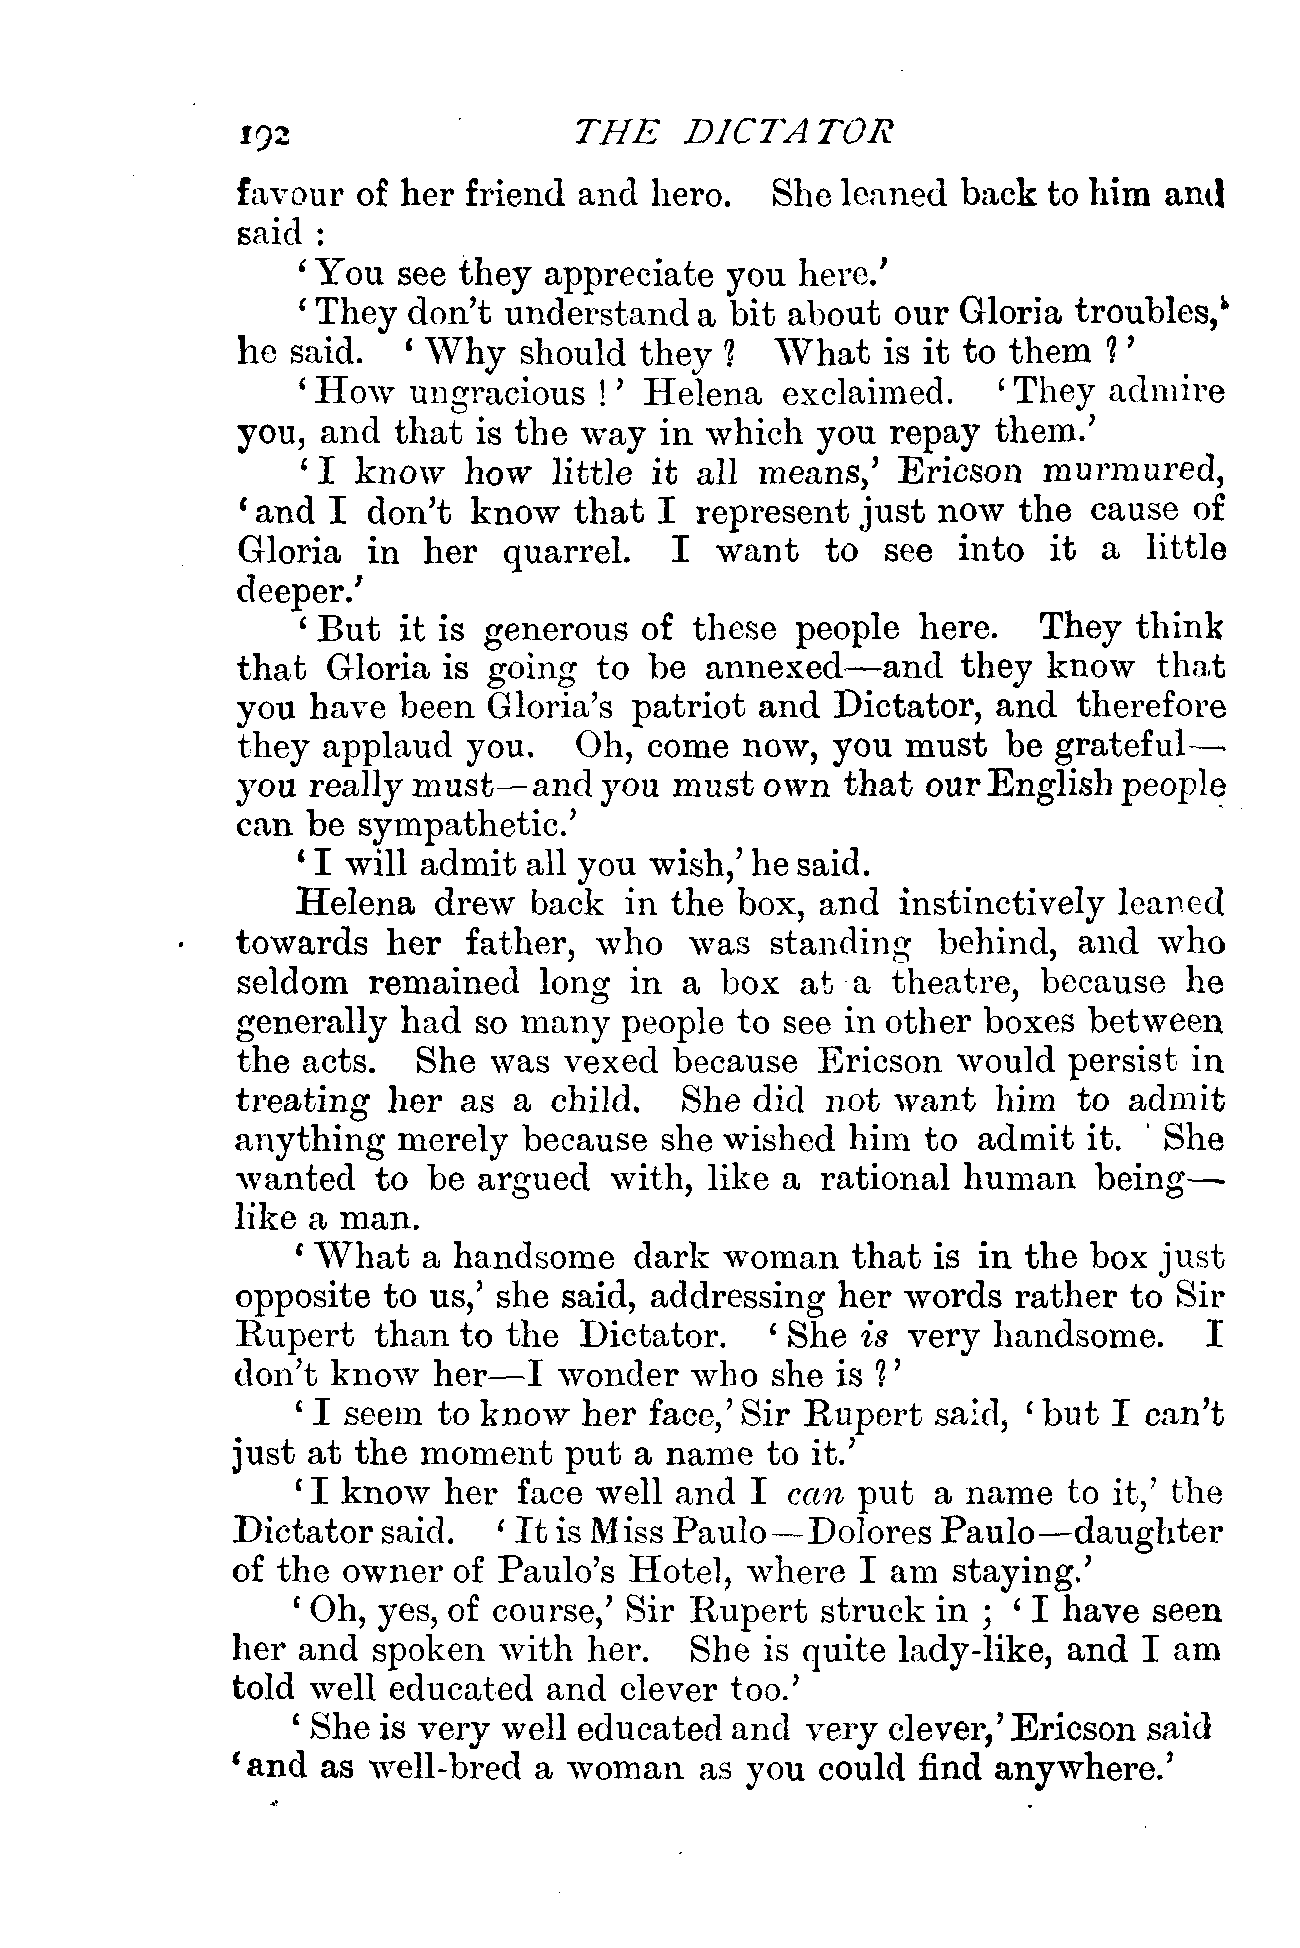 192 THE DICTATOR
favour of her friend and hero. She leaned back to him and
said :
‘ You see they appreciate you here.’
‘ They don’t understand a bit about our Gloria troubles,’
he said. ‘ Why should they ? What is it to them ? ’
‘ How ungracious ! ’ Helena exclaimed. ‘ They admire
you, and that is the way in which you repay them.’
‘ I know how little it all means,’ Ericson murmured,
‘ and I don’t know that I represent just now the cause of
Gloria in her quarrel. I want to see into it a little
deeper.’
‘ But it is generous of these people here. They think
that Gloria is going to be annexed—and they know that
you have been Gloria’s patriot and Dictator, and therefore
they applaud you. Oh, come now, you must be grateful—
you really must—and you must own that our English people
can be sympathetic.’
‘ I will admit all you wish,’ he said.
Helena drew back in the box, and instinctively leaned
towards her father, who was standing behind, and who
seldom remained long in a box at a theatre, because he
generally had so many people to see in other boxes between
the acts. She was vexed because Ericson would persist in
treating her as a child. She did not want him to admit
anything merely because she wished him to admit it. She
wanted to be argued with, like a rational human being—
like a man.
‘ What a handsome dark woman that is in the box just
opposite to us,’ she said, addressing her words rather to Sir
Rupert than to the Dictator. ‘ She is very handsome. I
don’t know her—I wonder who she is ? ’
‘ I seem to know her face,’ Sir Rupert said, ‘ but I can’t
just at the moment put a name to it.’
‘ I know her face well and I can put a name to it,’ the
Dictator said. ‘ It is Miss Paulo—Dolores Paulo—daughter
of the owner of Paulo’s Hotel, where I am staying.’
‘ Oh, yes, of course,’ Sir Rupert struck in ; ‘ I have seen
her and spoken with her. She is quite lady-like, and I am
told well educated and clever too.’
‘ She is very well educated and very clever,’ Ericson said
‘ and as well-bred a woman as you could find anywhere.’